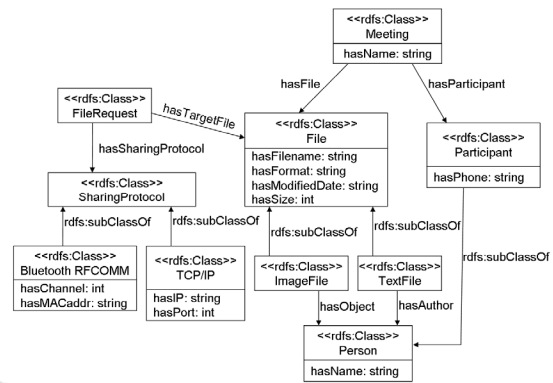 <<rdfs:Class>>
Meeting
hasName: string
hasFile
hasParticipant
<<rdfs:Class>>
FileRequest
hasTargetFile
<<rdfs:Class>>
File
hasFilename: string
hasFormat: string
hasModifiedDate: string
hasSize: int
<<rdfs:Class>>
Participant
hasPhone: string
hasSharingProtocol
<<rdfs:Class>>
SharingProtocol
rdfs:subClassOf
rdfs:subClassOf
rdfs:subClassOf
rdfs:subClassOf
rdfs:subClassOf
<<rdfs:Class>>
Bluetooth RFCOMM
hasChannel: int
hasMACaddr: string
<<rdfs:Class>>
TCP/IP
hasIP: string
hasPort: int
<<rdfs:Class>>
ImageFile
<<rdfs:Class>>
TextFile
hasObject
hasAuthor
<<rdfs:Class>>
Person
hasName: string